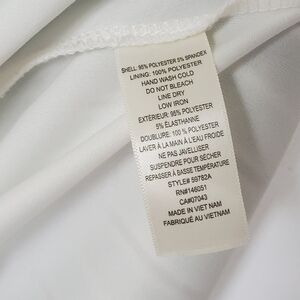 SHELL: 95% POLYESTER 5% SPANDEX
LINING: 100% POLYESTER
HAND WASH COLD
DO NOT BLEACH
LINE DRY
LOW IRON
EXTÉRIEUR: 95% POLYESTER
5% ÉLASTHANNE
DOUBLURE: 100 % POLYESTER
LAVER À LA MAIN À L'EAU FROIDE
NE PAS JAVELLISER
SUSPENDRE POUR SÉCHER
REPASSER À BASSE TEMPÉRATURE
STYLE# 59782A
RN#146051
CA#07043
MADE IN VIET NAM
FABRIQUÉ AU VIETNAM